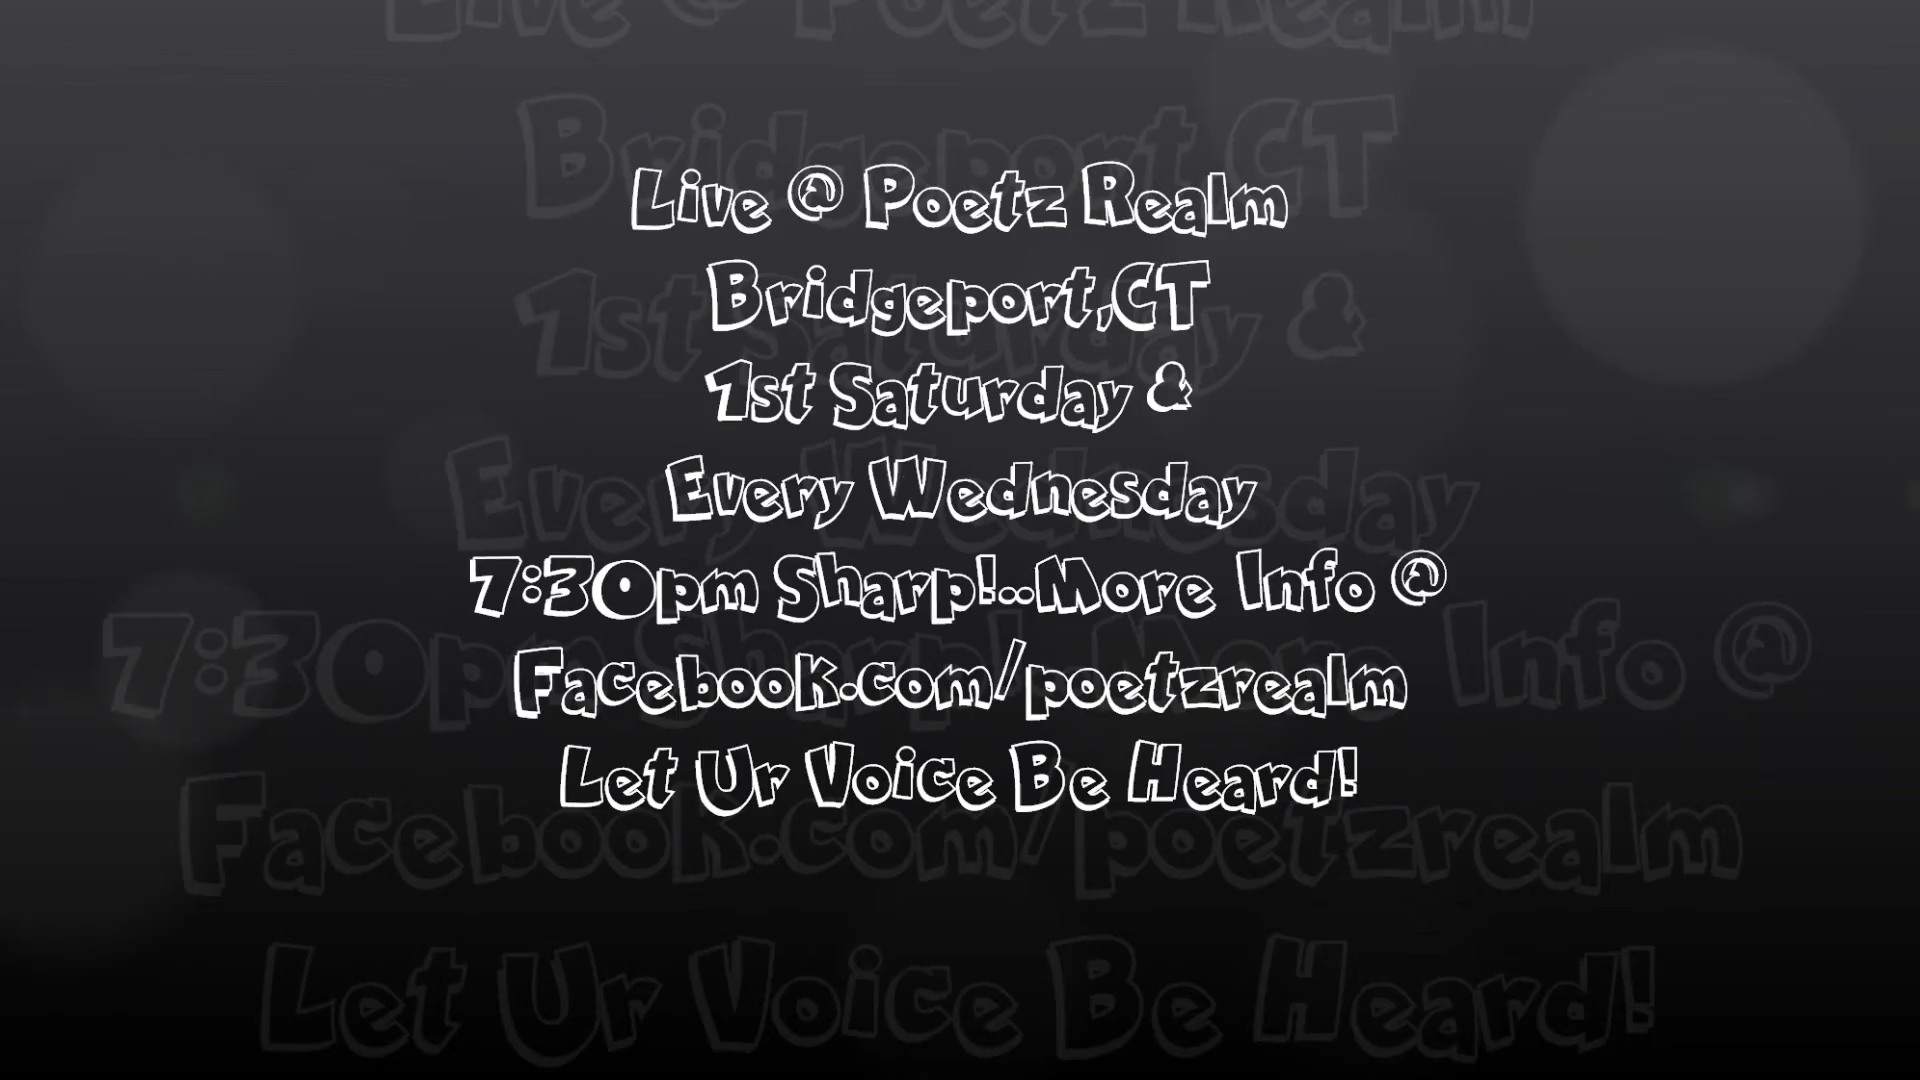 Live @ Poetz Realm
Bridgeport,CT
1st Saturday &
Every Wednesday
7:30pm Sharp!..More Info @
Facebook.com/poetzrealm
Let Ur Voice Be Heard!